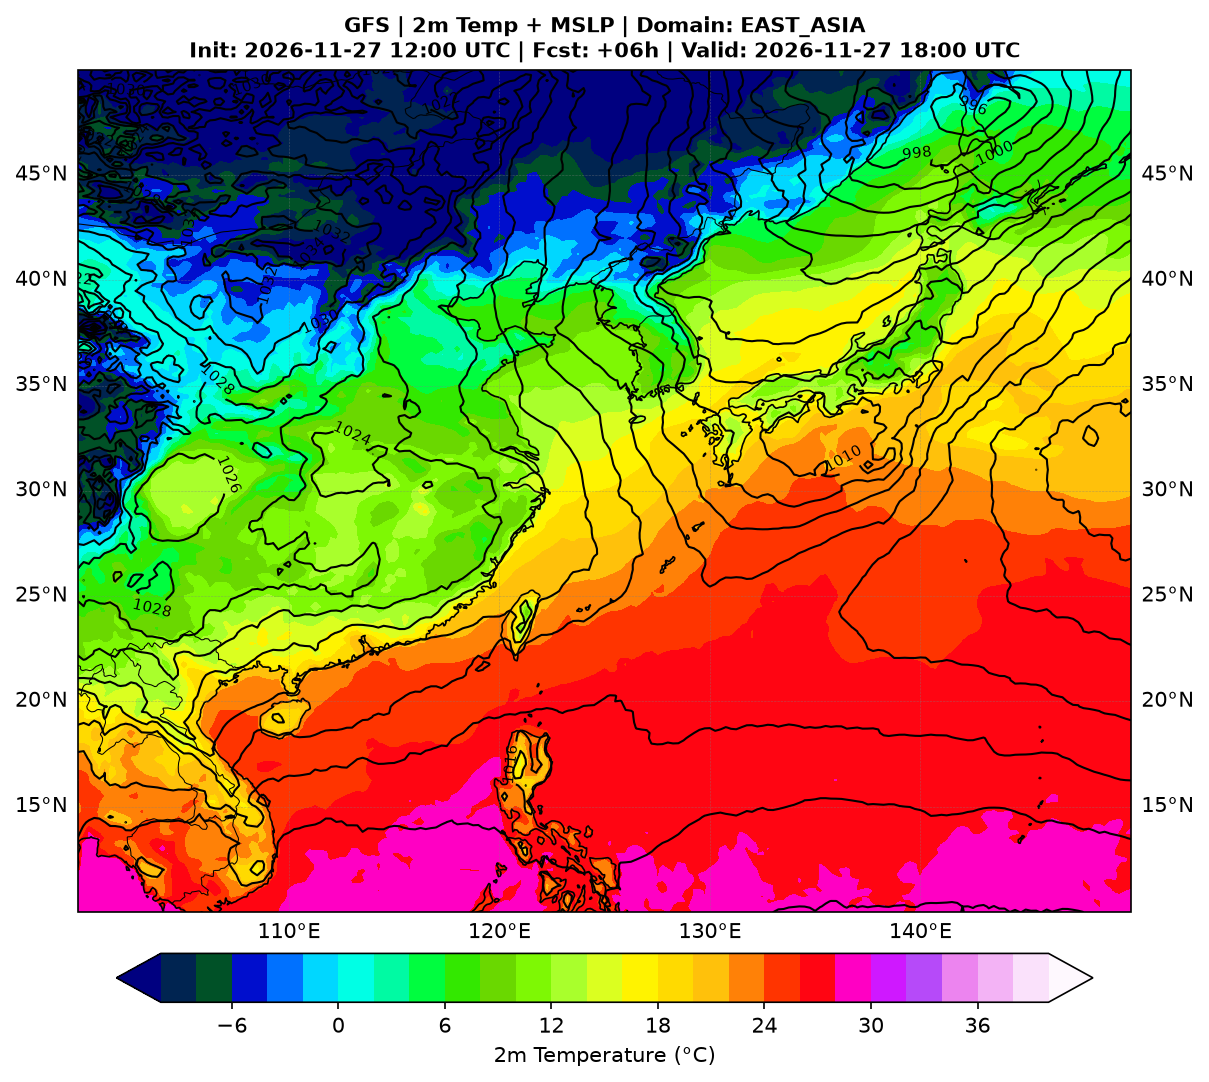 GFS | 2m Temp + MSLP | Domain: EAST_ASIA
Init: 2026-11-27 12:00 UTC | Fcst: +06h | Valid: 2026-11-27 18:00 UTC
996
998
1000
45°N
45°N
1032
1032
40°N
40°N
1030
1028
35°N
35°N
1024
1010
1026
30°N
30°N
1028
25°N
25°N
20°N
20°N
1016
15°N
15°N
110°E
120°E
130°E
140°E
−6
0
6
12
18
24
30
36
2m Temperature (°C)